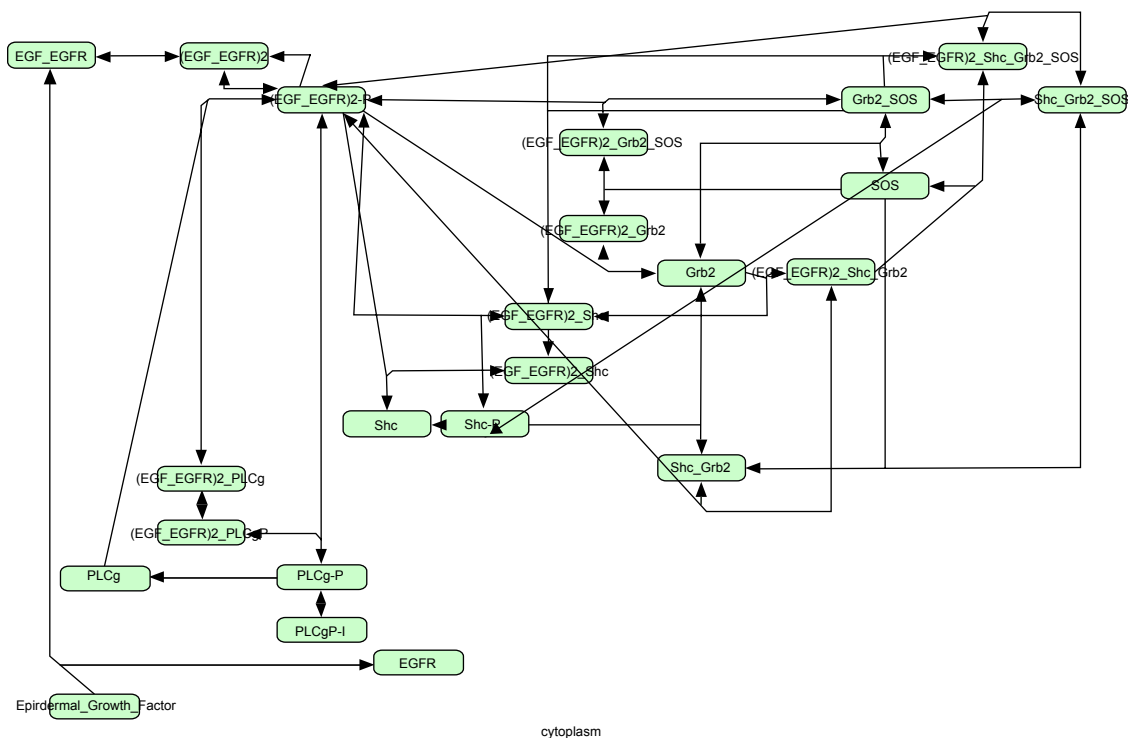 EGF_EGFR
(EGF_EGFR)2
(EGF_EGFR)2_Shc_Grb2_SOS
(EGF_EGFR)2-P
Grb2_SOS
Shc_Grb2_SOS
(EGF_EGFR)2_Grb2_SOS
SOS
(EGF_EGFR)2_Grb2
Grb2
(EGF_EGFR)2_Shc_Grb2
(EGF_EGFR)2_Shc
Shc
Shc-P
Shc_Grb2
(EGF_EGFR)2_PLCg
(EGF_EGFR)2_PLCgP
PLCg
PLCg-P
PLCgP-I
EGFR
Epirdermal_Growth_Factor
cytoplasm